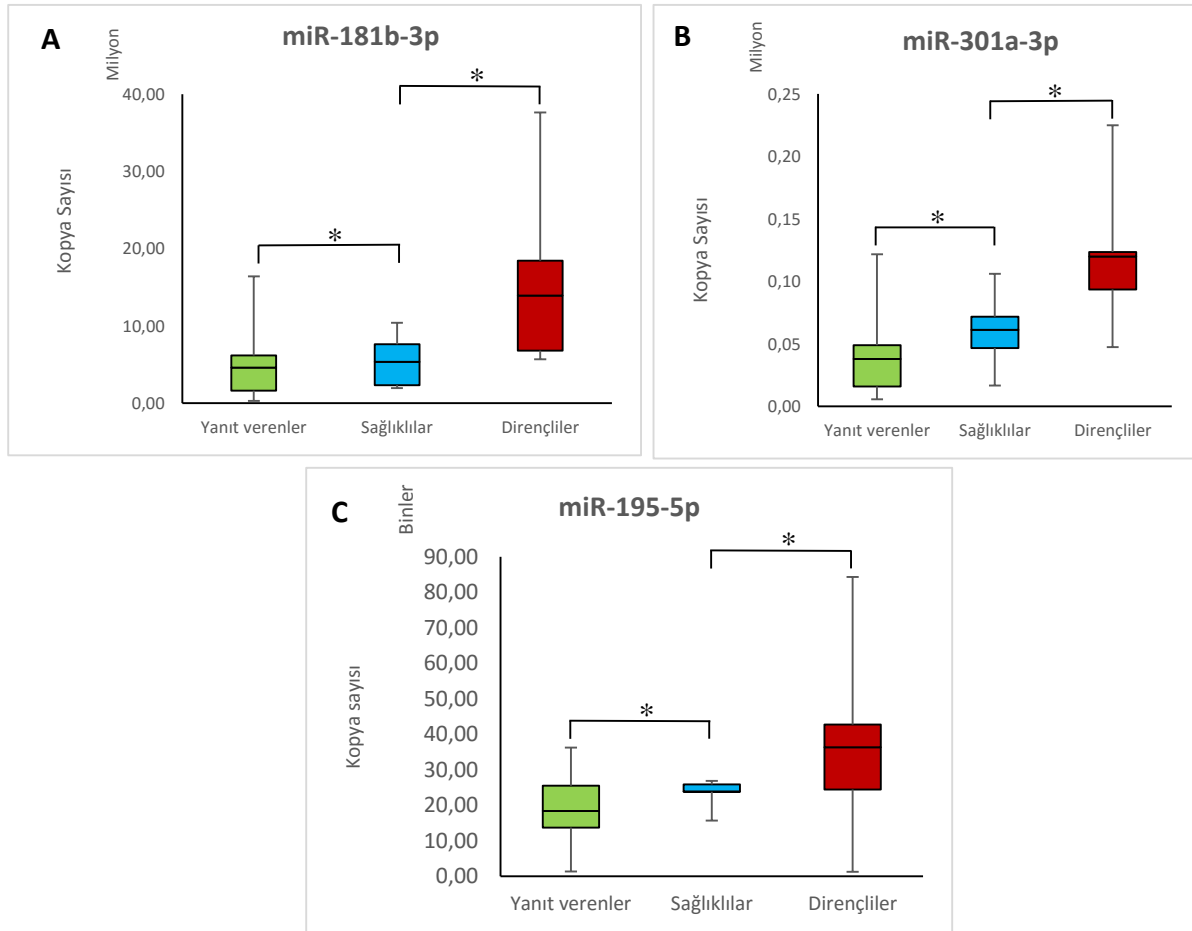 A
miR-181b-3p
Milyon
Kopya Sayısı
40,00
30,00
20,00
10,00
0,00
*
*
Yanıt verenler Sağlıklılar Dirençliler
B
miR-301a-3p
Milyon
Kopya Sayısı
0,25
0,20
0,15
0,10
0,05
0,00
*
*
Yanıt verenler Sağlıklılar Dirençliler
C
miR-195-5p
Binler
Kopya sayısı
90,00
80,00
70,00
60,00
50,00
40,00
30,00
20,00
10,00
0,00
*
*
Yanıt verenler Sağlıklılar Dirençliler